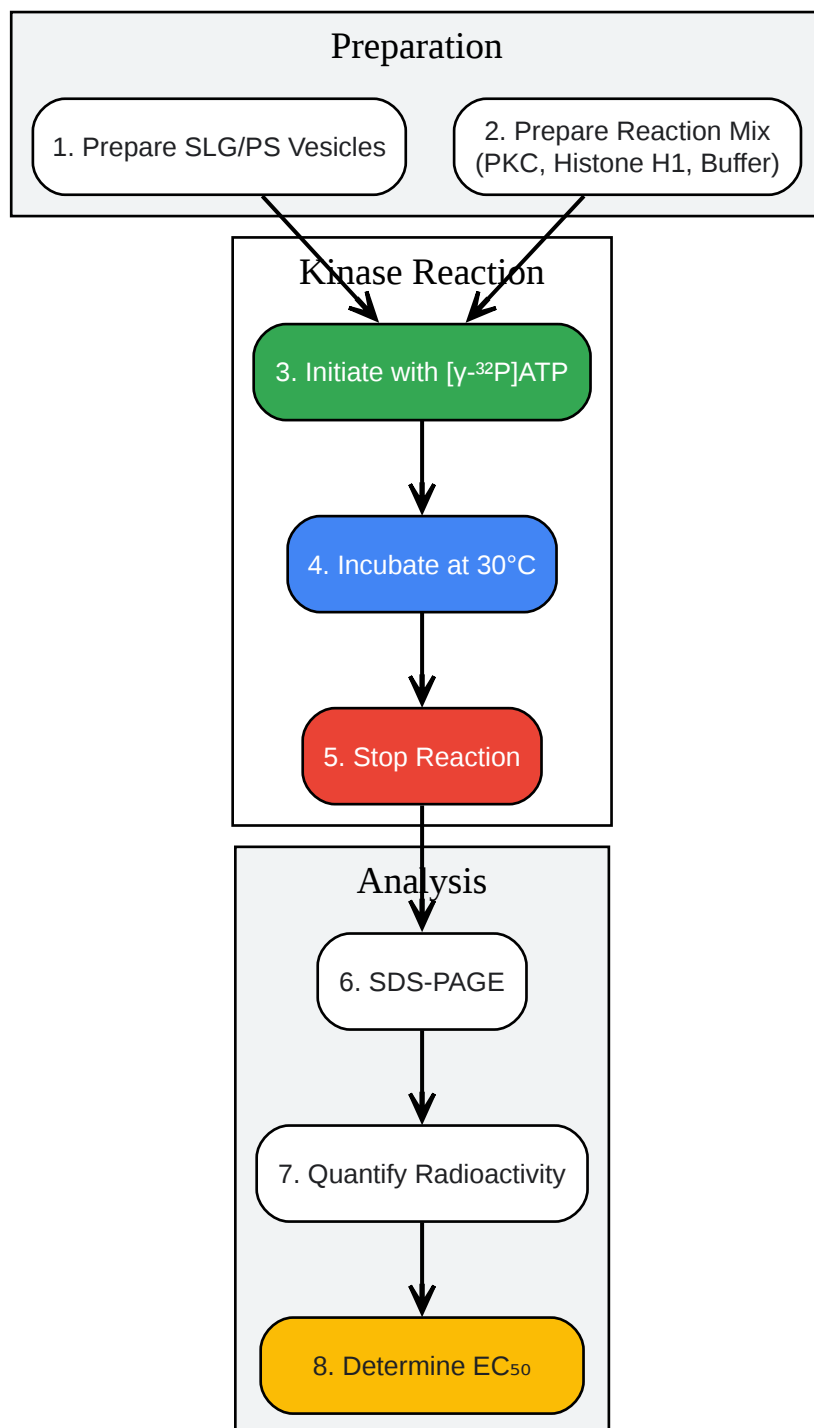 Preparation
1. Prepare SLG/PS Vesicles
2. Prepare Reaction Mix
(PKC, Histone H1, Buffer)
Kinase Reaction
3. Initiate with [γ-³²P]ATP
4. Incubate at 30°C
5. Stop Reaction
Analysis
6. SDS-PAGE
7. Quantify Radioactivity
8. Determine EC₅₀